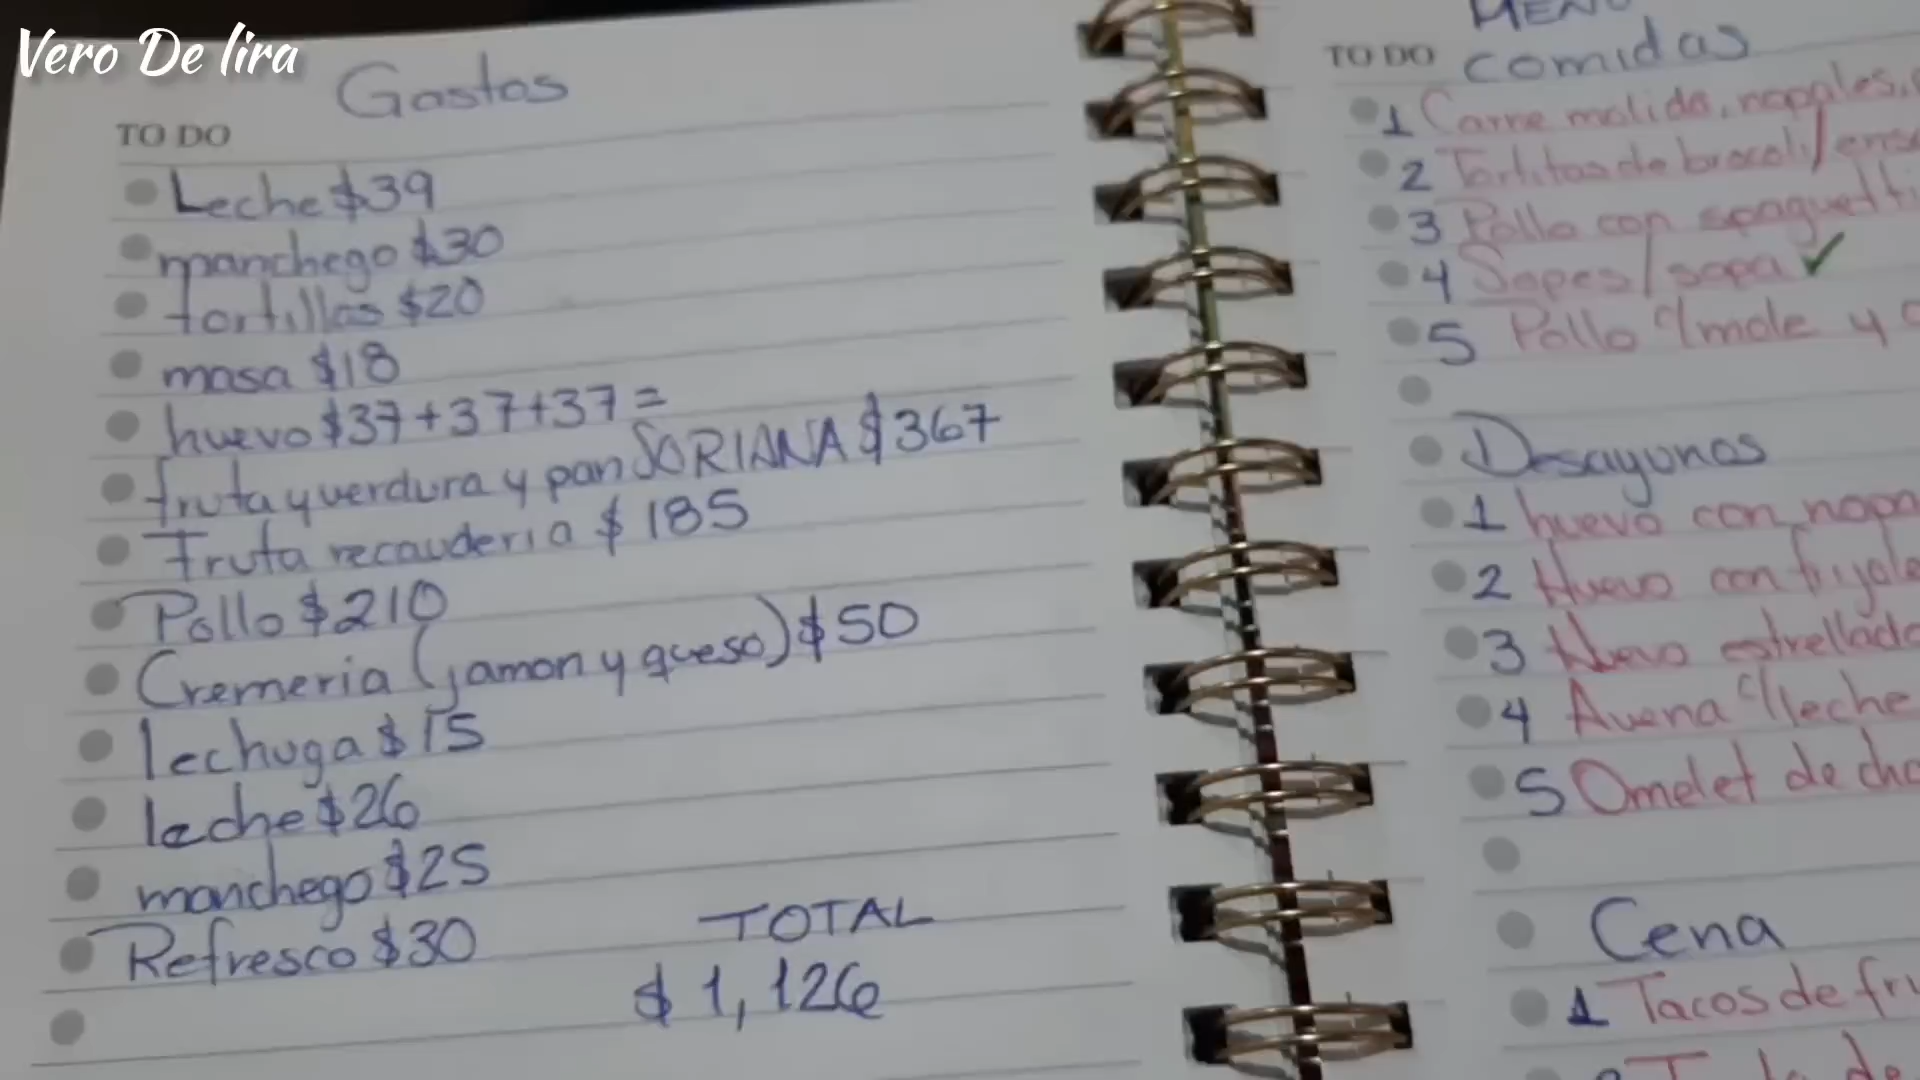 Vero De lira
Gastos
TO DO
Leche $39
manchego $30
tortillas $20
masa $18
huevo $37+37+37=
fruta y verdura y pan SORIANA $367
Fruta recauderia $185
Pollo $210
Cremeria (jamon y queso) $50
lechuga $15
leche $26
manchego $25
Refresco $30
TOTAL
$1,126
MENU
TO DO comidas
1 Carne molida, nopales,
2 Tortitas de brocoli/
3 Pollo con spaguetti
4 Sopes/sopa ✓
5 Pollo c/mole y
Desayunos
1 huevo con nopa
2 Huevo con frijole
3 Huevo estrellado
4 Avena c/leche
5 Omelet de cha
Cena
1 Tacos de fri